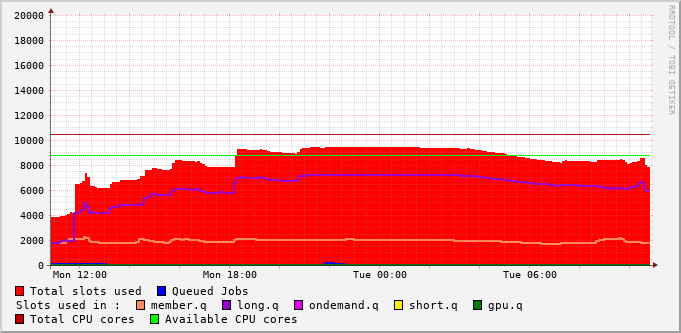 20000
18000
16000
14000
12000
10000
8000
6000
4000
2000
0
Mon 12:00 Mon 18:00 Tue 00:00 Tue 06:00
Total slots used Queued Jobs
Slots used in : member.q long.q ondemand.q short.q gpu.q
Total CPU cores Available CPU cores
RRDTOOL / TOBI OETIKER